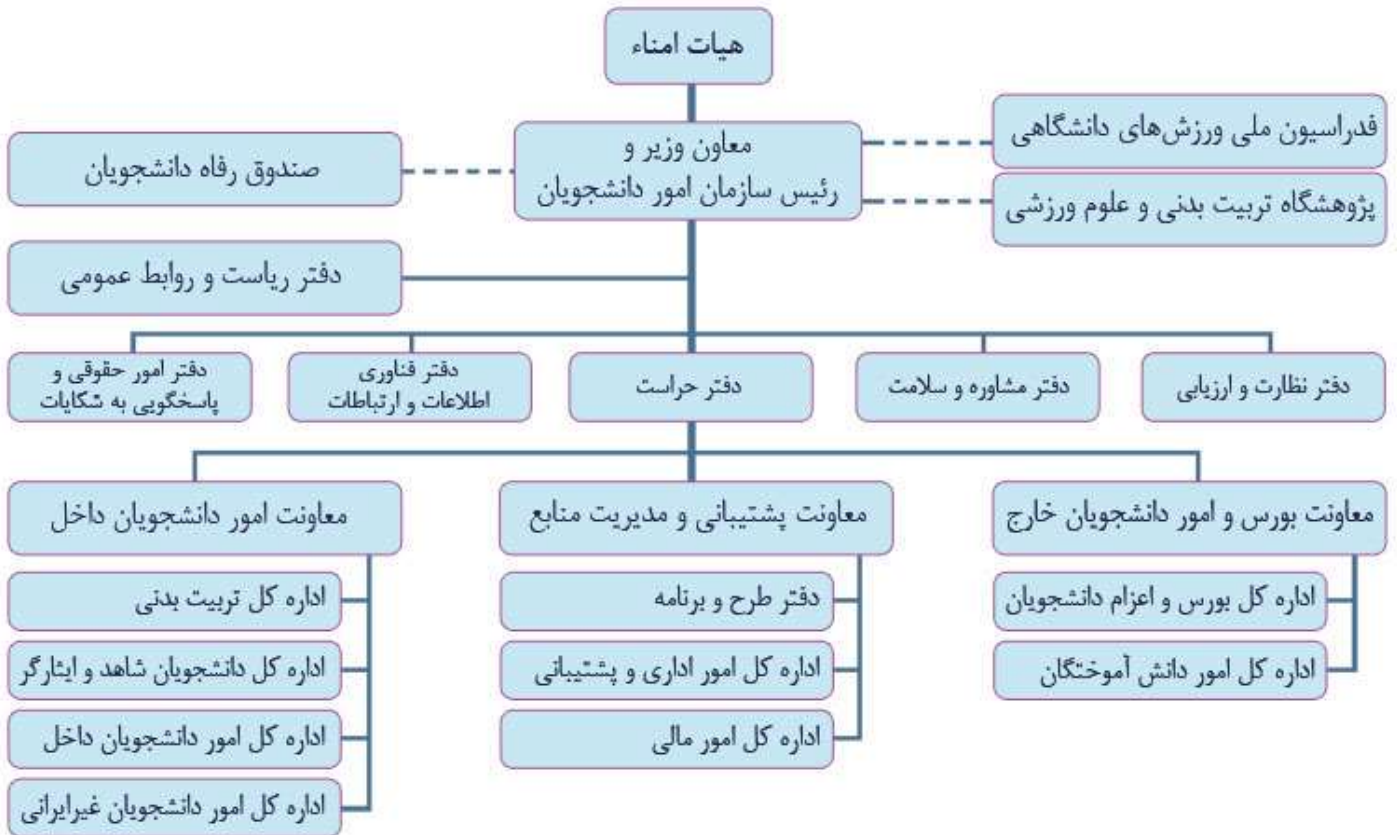 هیات امناء
معاون وزیر و
رئیس سازمان امور دانشجویان
فدراسیون ملی ورزش‌های دانشگاهی
پژوهشگاه تربیت بدنی و علوم ورزشی
صندوق رفاه دانشجویان
دفتر ریاست و روابط عمومی
دفتر نظارت و ارزیابی
دفتر مشاوره و سلامت
دفتر حراست
دفتر فناوری
اطلاعات و ارتباطات
دفتر امور حقوقی و
پاسخگویی به شکایات
معاونت بورس و امور دانشجویان خارج
اداره کل بورس و اعزام دانشجویان
اداره کل امور دانش آموختگان
معاونت پشتیبانی و مدیریت منابع
دفتر طرح و برنامه
اداره کل امور اداری و پشتیبانی
اداره کل امور مالی
معاونت امور دانشجویان داخل
اداره کل تربیت بدنی
اداره کل دانشجویان شاهد و ایثارگر
اداره کل امور دانشجویان داخل
اداره کل امور دانشجویان غیرایرانی